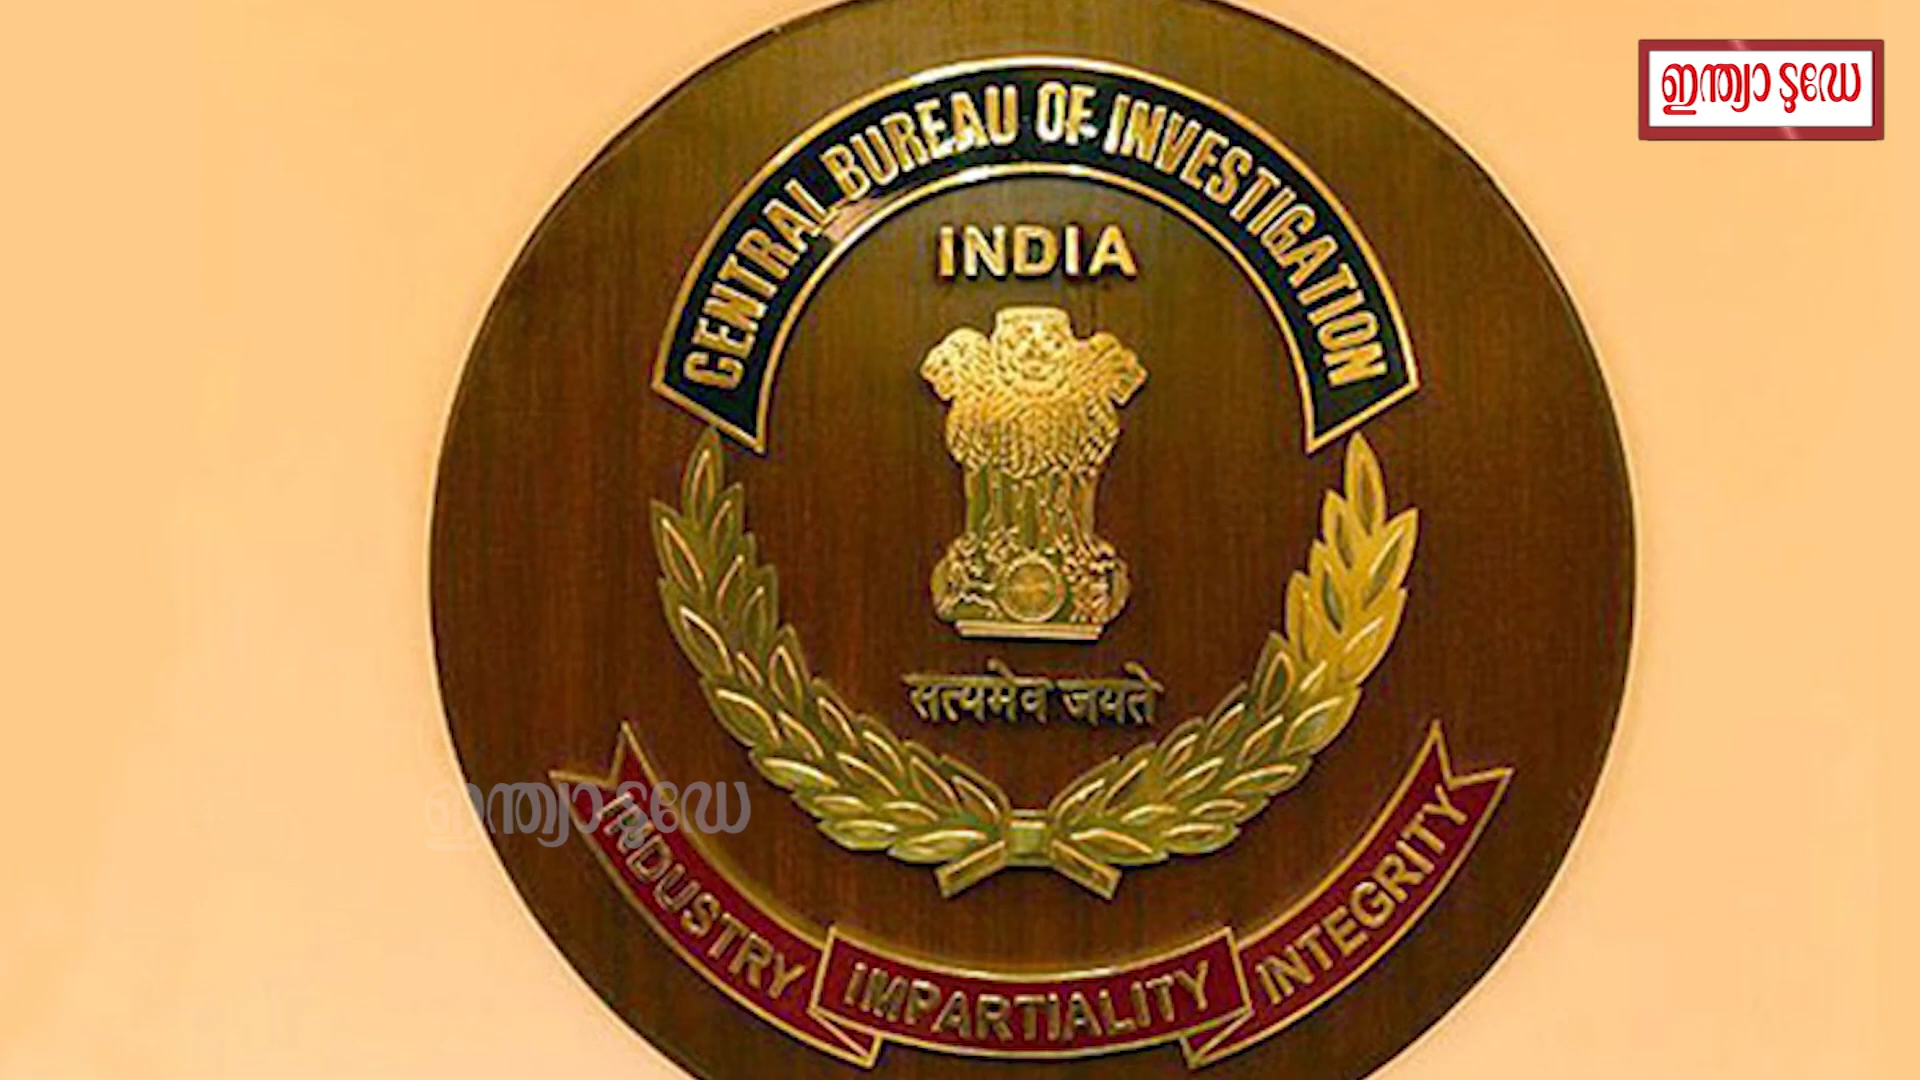 ഇന്ത്യാ ടുഡേ
CENTRAL BUREAU OF INVESTIGATION
INDIA
सत्यमेव जयते
ഇന്ത്യാ ടുഡേ
INDUSTRY IMPARTIALITY INTEGRITY